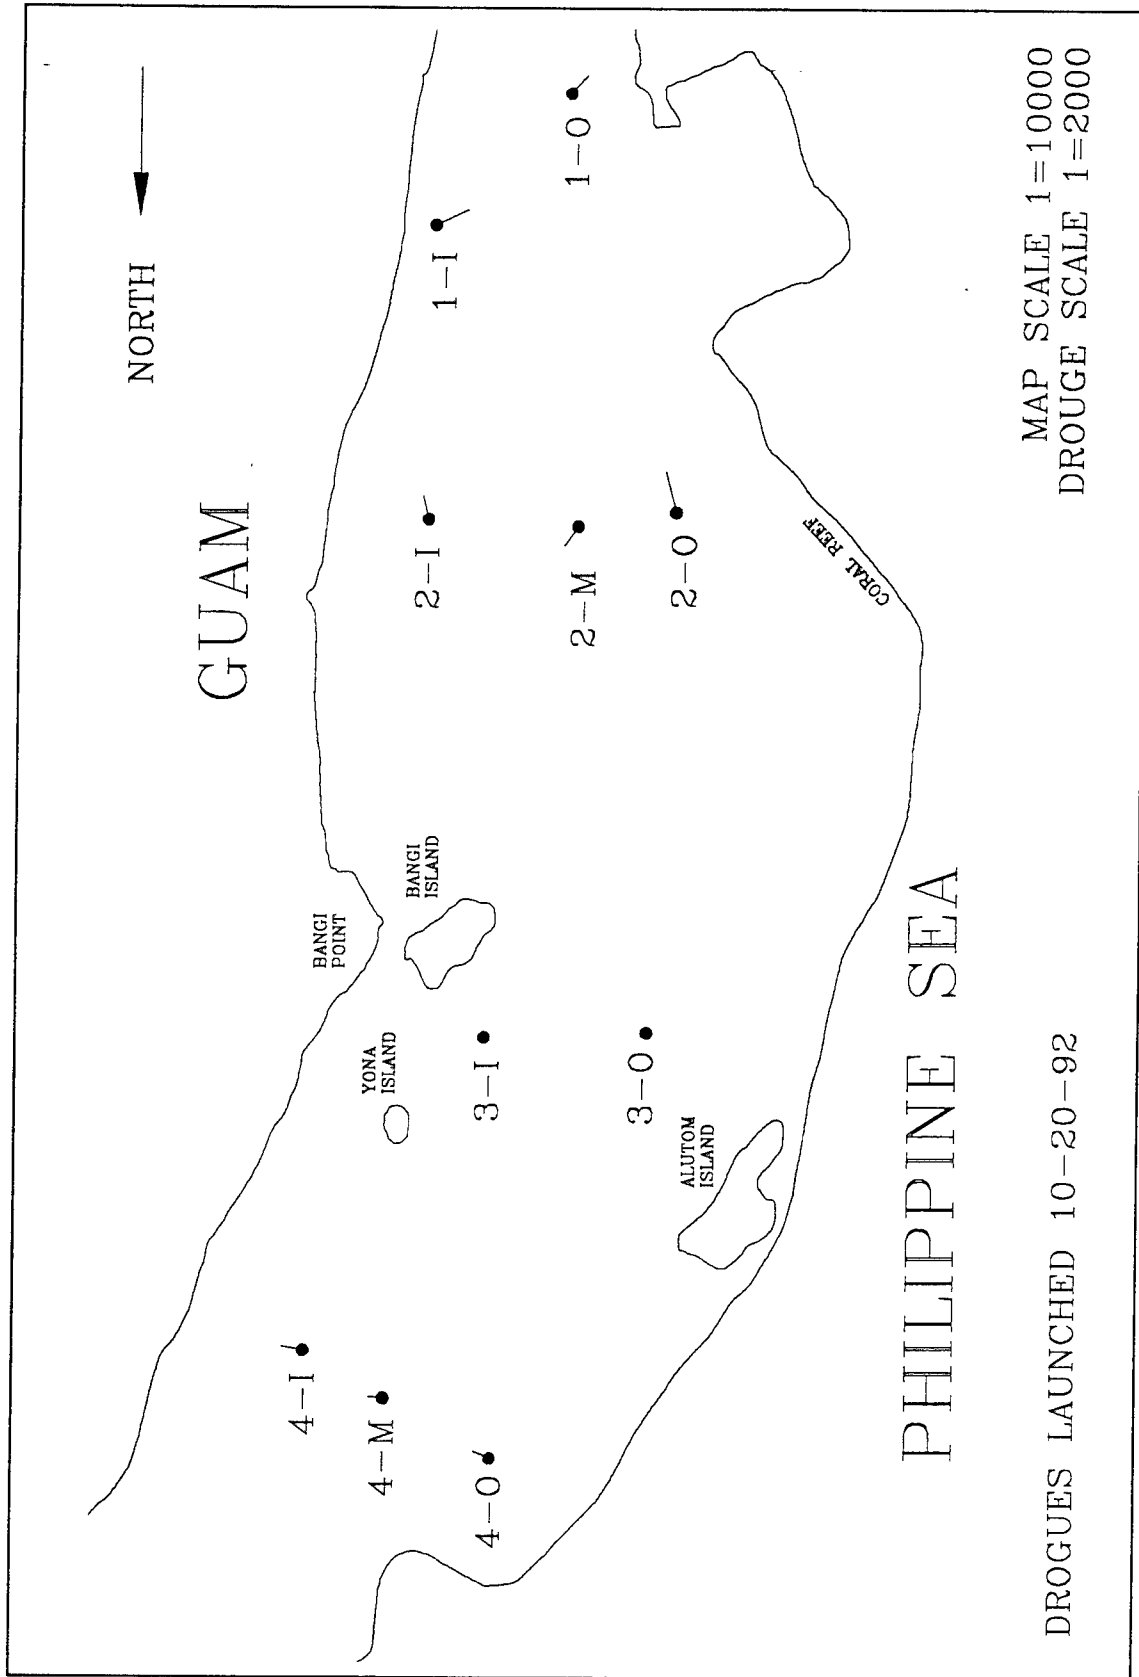 NORTH
GUAM
4-I
BANGI
POINT
YONA
ISLAND
4-M
BANGI
ISLAND
2-I
1-I
4-O
3-I
2-M
1-O
3-O
2-O
ALUTOM
ISLAND
CORAL REEF
PHILIPPINE SEA
MAP SCALE 1=10000
DROUGE SCALE 1=2000
DROGUES LAUNCHED 10-20-92